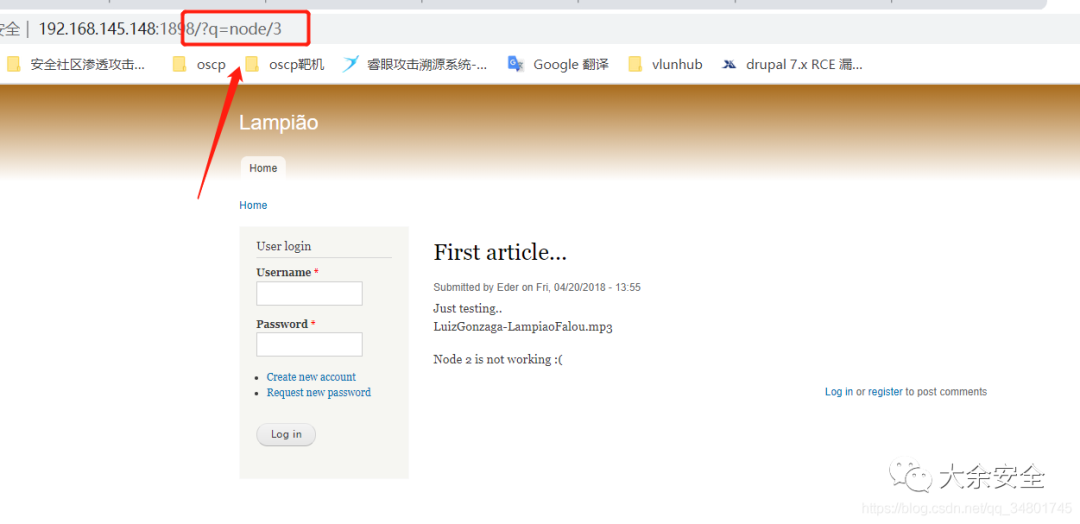 安全 | 192.168.145.148:1898/?q=node/3
安全社区渗透攻击... oscp oscp靶机 睿眼攻击溯源系统-... Google 翻译 vlunhub drupal 7.x RCE 漏...
Lampião
Home
Home
User login
Username *
Password *
Create new account
Request new password
Log in
First article...
Submitted by Eder on Fri, 04/20/2018 - 13:55
Just testing..
LuizGonzaga-LampiaoFalou.mp3
Node 2 is not working :(
Log in or register to post comments
大余安全
https://blog.csdn.net/qq_34801745